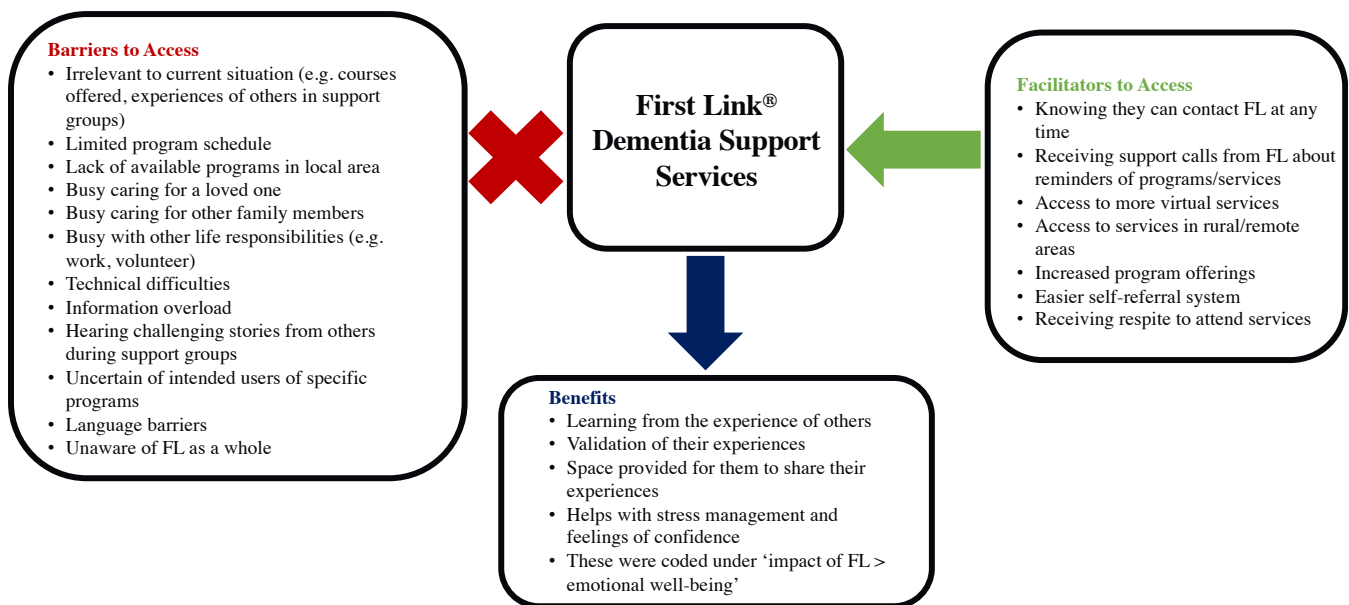 Barriers to Access
• Irrelevant to current situation (e.g. courses
offered, experiences of others in support
groups)
• Limited program schedule
• Lack of available programs in local area
• Busy caring for a loved one
• Busy caring for other family members
• Busy with other life responsibilities (e.g.
work, volunteer)
• Technical difficulties
• Information overload
• Hearing challenging stories from others
during support groups
• Uncertain of intended users of specific
programs
• Language barriers
• Unaware of FL as a whole
First Link®
Dementia Support
Services
Facilitators to Access
• Knowing they can contact FL at any
time
• Receiving support calls from FL about
reminders of programs/services
• Access to more virtual services
• Access to services in rural/remote
areas
• Increased program offerings
• Easier self-referral system
• Receiving respite to attend services
Benefits
• Learning from the experience of others
• Validation of their experiences
• Space provided for them to share their
experiences
• Helps with stress management and
feelings of confidence
• These were coded under ‘impact of FL >
emotional well-being’